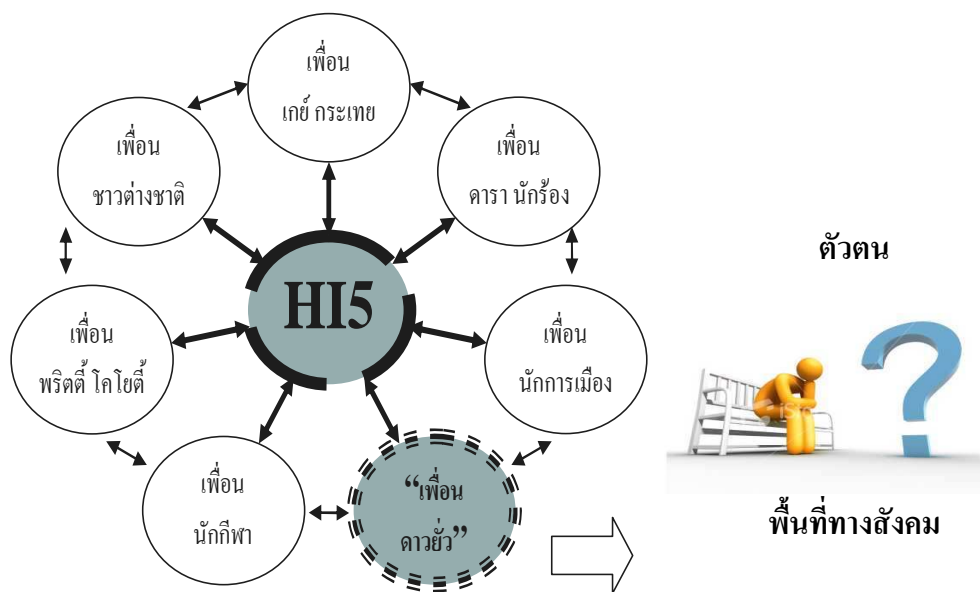 เพื่อน
เกย์ กระเทย
เพื่อน
ชาวต่างชาติ
เพื่อน
ดารา นักร้อง
HI5
เพื่อน
พริตตี้ โคโยตี้
เพื่อน
นักการเมือง
เพื่อน
นักกีฬา
“เพื่อน
ดาวยั่ว”
ตัวตน
พื้นที่ทางสังคม